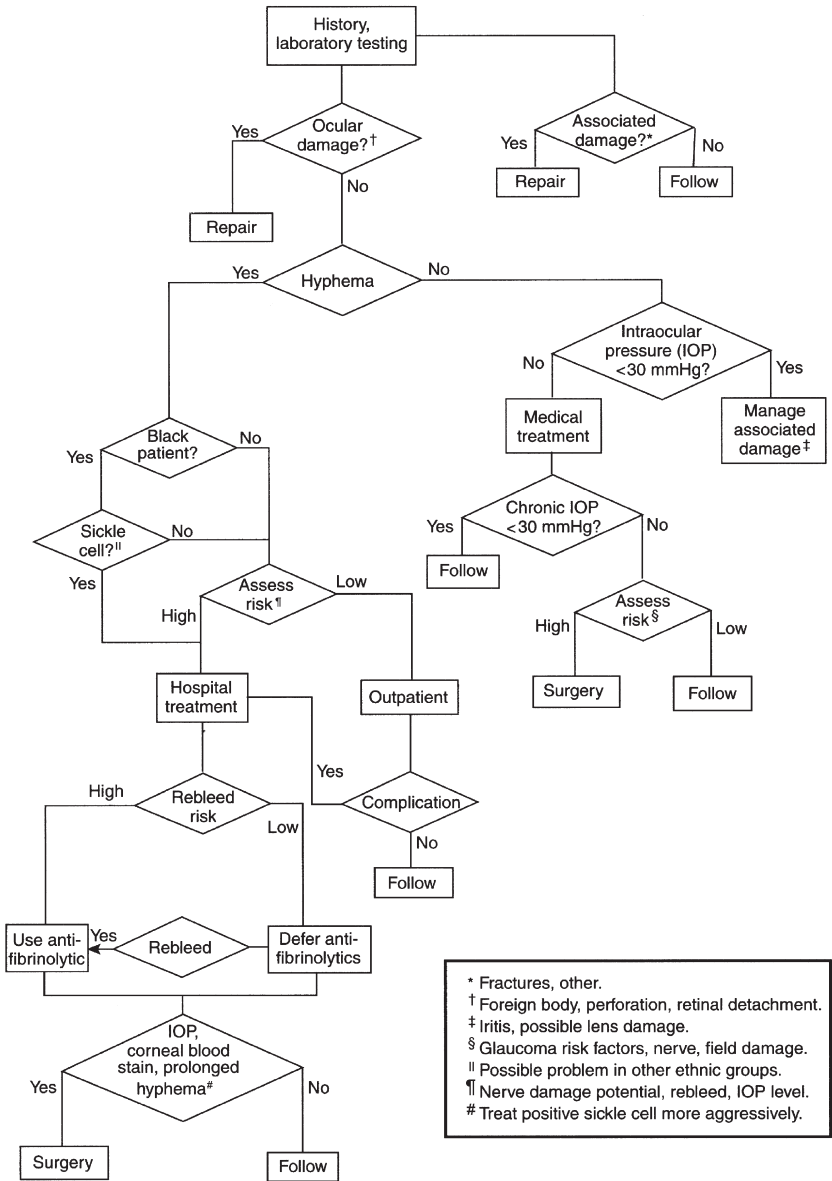 History,
laboratory testing
Ocular
damage?†
Yes
No
Repair
Associated
damage?*
Yes
No
Repair
Follow
Hyphema
Yes
No
Intraocular
pressure (IOP)
<30 mmHg?
No
Yes
Medical
treatment
Manage
associated
damage‡
Chronic IOP
<30 mmHg?
Yes
No
Follow
Assess
risk§
High
Low
Surgery
Follow
Black
patient?
Yes
No
Sickle
cell?||
No
Yes
Assess
risk¶
Low
High
Hospital
treatment
Outpatient
Complication
Yes
No
Follow
Rebleed
risk
High
Low
Use anti-
fibrinolytic
Yes
Rebleed
Defer anti-
fibrinolytics
IOP,
corneal blood
stain, prolonged
hyphema#
Yes
No
Surgery
Follow
* Fractures, other.
† Foreign body, perforation, retinal detachment.
‡ Iritis, possible lens damage.
§ Glaucoma risk factors, nerve, field damage.
|| Possible problem in other ethnic groups.
¶ Nerve damage potential, rebleed, IOP level.
# Treat positive sickle cell more aggressively.